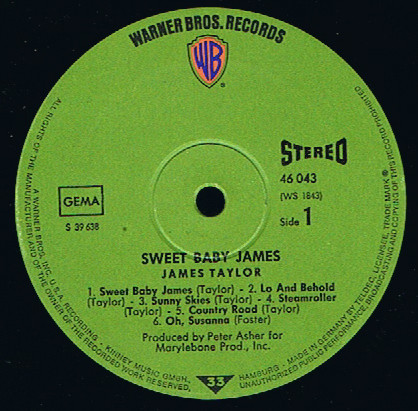 WARNER BROS. RECORDS
WB
STEREO
46 043
(WS 1843)
Side 1
GEMA
S 39 638
SWEET BABY JAMES
JAMES TAYLOR
1. Sweet Baby James (Taylor) - 2. Lo And Behold
(Taylor) - 3. Sunny Skies (Taylor) - 4. Steamroller
(Taylor) - 5. Country Road (Taylor)
6. Oh, Susanna (Foster)
Produced by Peter Asher for
Marylebone Prod., Inc.
33
ALL RIGHTS OF THE MANUFACTURER AND OF THE OWNER OF THE RECORDED WORK RESERVED.
A WARNER BROS. INC. U.S.A. RECORDING - KINNEY MUSIC GMBH,
HAMBURG - MADE IN GERMANY BY TELDEC, LICENSEE, TRADE MARK ®
UNAUTHORIZED PUBLIC PERFORMANCE, BROADCASTING AND COPYING OF THIS RECORD PROHIBITED